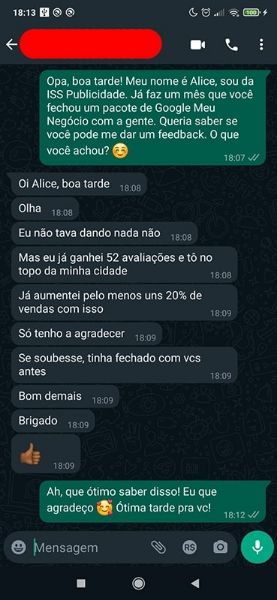 18:13
Opa, boa tarde! Meu nome é Alice, sou da
ISS Publicidade. Já faz um mês que você
fechou um pacote de Google Meu
Negócio com a gente. Queria saber se
você pode me dar um feedback. O que
você achou? 😊
18:07
Oi Alice, boa tarde 18:08
Olha 18:08
Eu não tava dando nada não 18:08
Mas eu já ganhei 52 avaliações e tô no
topo da minha cidade 18:08
Já aumentei pelo menos uns 20% de
vendas com isso 18:09
Só tenho a agradecer 18:09
Se soubesse, tinha fechado com vcs
antes 18:09
Bom demais 18:09
Brigado 18:09
👍🏾 18:09
Ah, que ótimo saber disso! Eu que
agradeço 🥰 Ótima tarde pra vc! 18:12
Mensagem